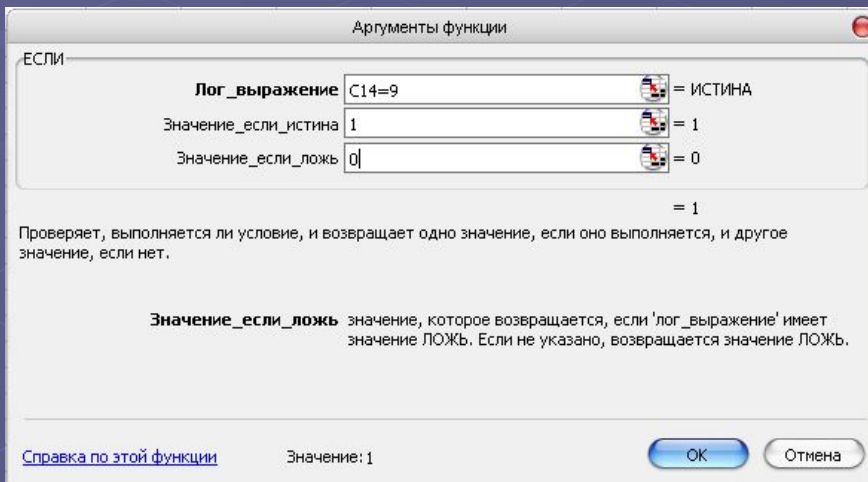 Аргументы функции
ЕСЛИ
Лог_выражение C14=9 = ИСТИНА
Значение_если_истина 1 = 1
Значение_если_ложь 0 = 0
= 1
Проверяет, выполняется ли условие, и возвращает одно значение, если оно выполняется, и другое
значение, если нет.
Значение_если_ложь значение, которое возвращается, если 'лог_выражение' имеет
значение ЛОЖЬ. Если не указано, возвращается значение ЛОЖЬ.
Справка по этой функции Значение:1 ОК Отмена